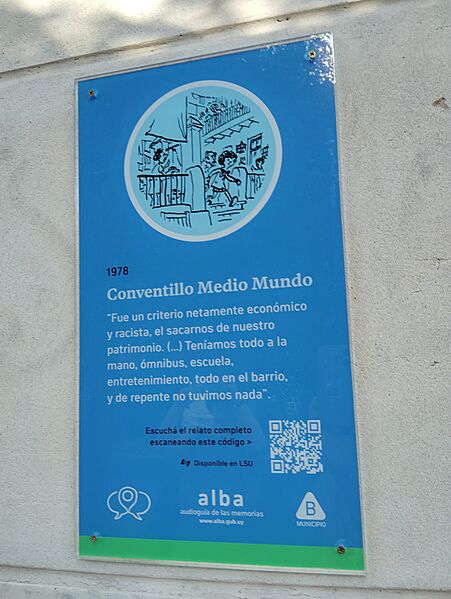 1978
Conventillo Medio Mundo
"Fue un criterio netamente económico
y racista, el sacarnos de nuestro
patrimonio. (...) Teníamos todo a la
mano, ómnibus, escuela,
entretenimiento, todo en el barrio,
y de repente no tuvimos nada".
Escuchá el relato completo
escaneando este código >
Disponible en LSU
alba
audioguía de las memorias
www.alba.gub.uy
B
MUNICIPIO